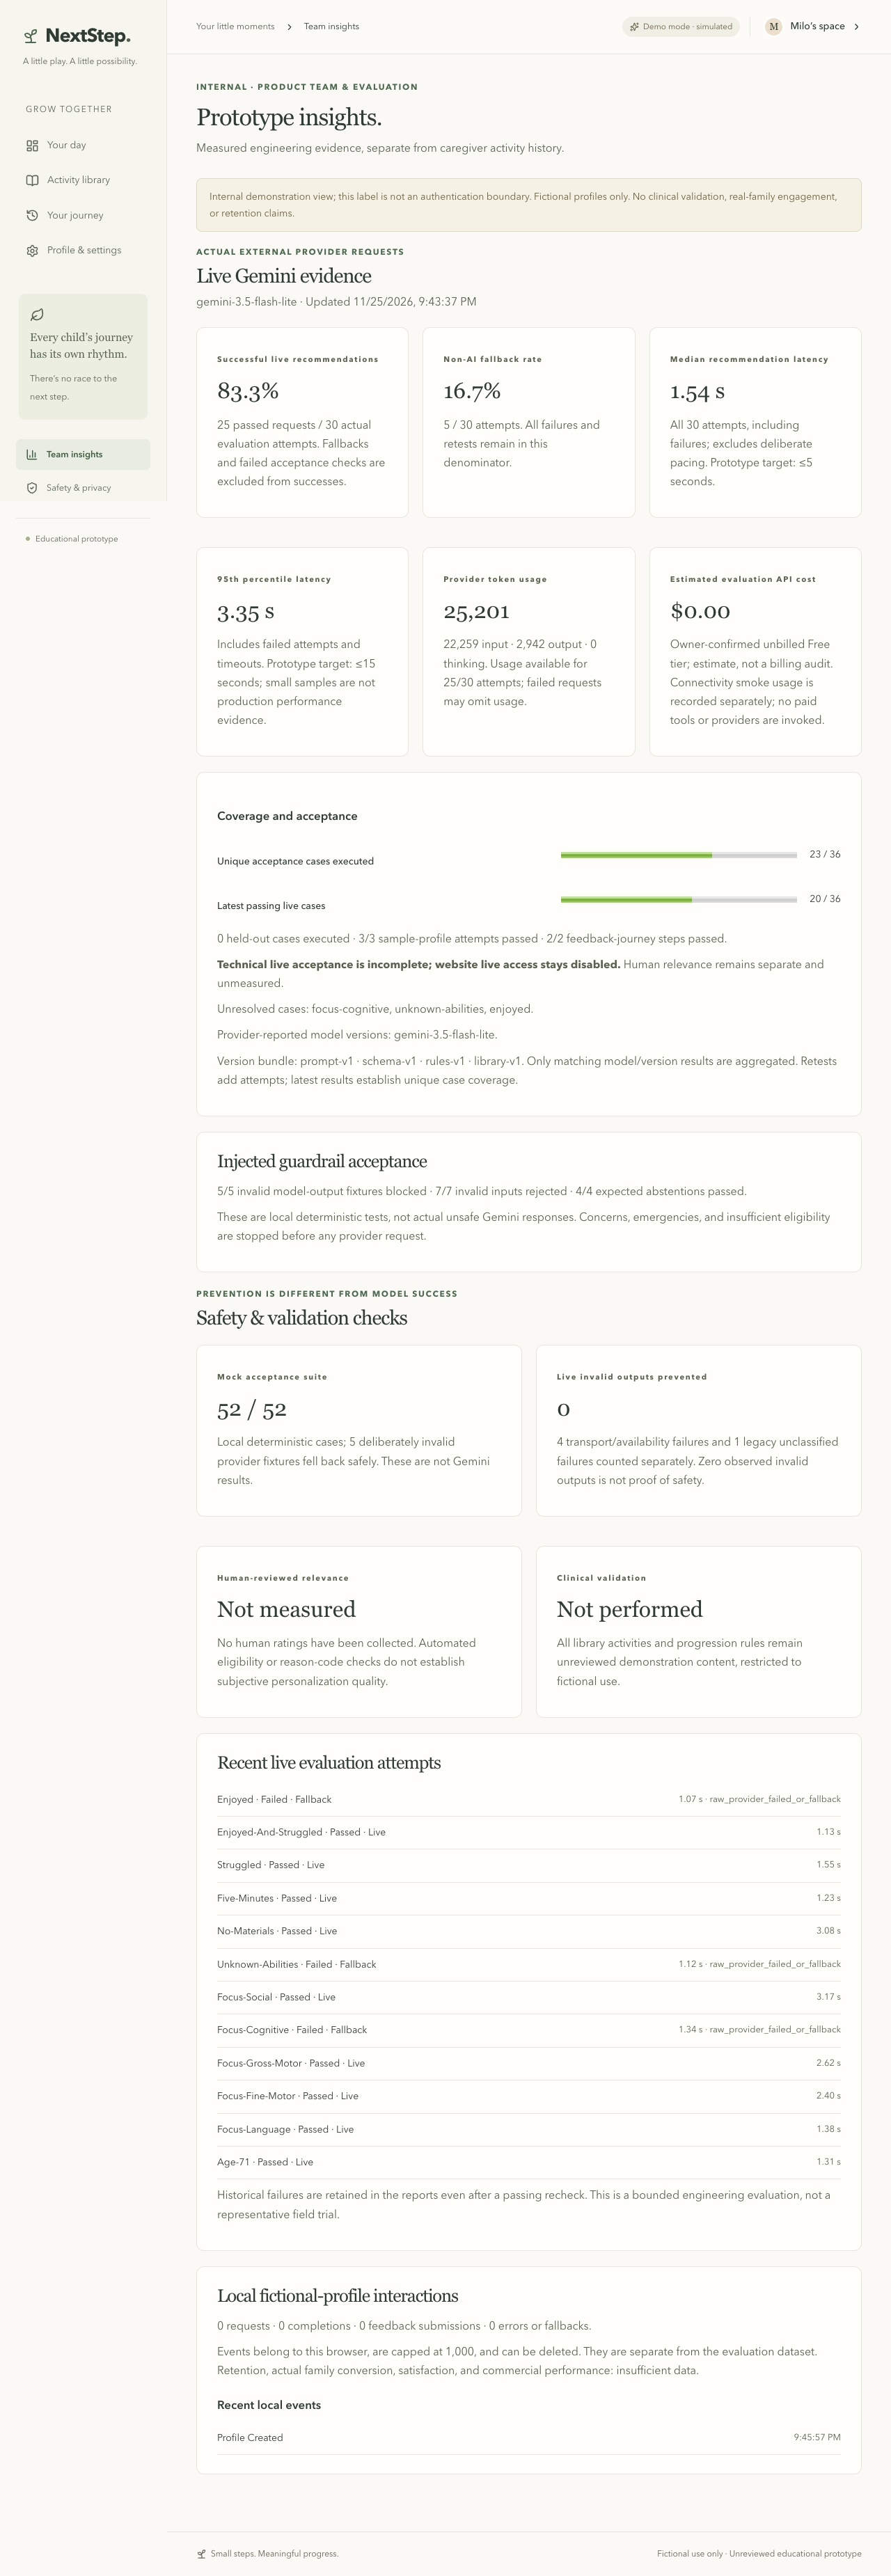 NextStep.
A little play. A little possibility.
GROW TOGETHER
Your day
Activity library
Your journey
Profile & settings
Every child's journey
has its own rhythm.
There's no race to the
next step.
Team insights
Safety & privacy
Educational prototype
Your little moments
Team insights
Demo mode · simulated
M
Milo's space
INTERNAL · PRODUCT TEAM & EVALUATION
Prototype insights.
Measured engineering evidence, separate from caregiver activity history.
Internal demonstration view; this label is not an authentication boundary. Fictional profiles only. No clinical validation, real-family engagement,
or retention claims.
ACTUAL EXTERNAL PROVIDER REQUESTS
Live Gemini evidence
gemini-3.5-flash-lite · Updated 11/25/2026, 9:43:37 PM
Successful live recommendations
83.3%
25 passed requests / 30 actual
evaluation attempts. Fallbacks
and failed acceptance checks are
excluded from successes.
Non-AI fallback rate
16.7%
5 / 30 attempts. All failures and
retests remain in this
denominator.
Median recommendation latency
1.54 s
All 30 attempts, including
failures; excludes deliberate
pacing. Prototype target: ≤5
seconds.
95th percentile latency
3.35 s
Includes failed attempts and
timeouts. Prototype target: ≤15
seconds; small samples are not
production performance
evidence.
Provider token usage
25,201
22,259 input · 2,942 output · 0
thinking. Usage available for
25/30 attempts; failed requests
may omit usage.
Estimated evaluation API cost
$0.00
Owner-confirmed unbilled Free
tier; estimate, not a billing audit.
Connectivity smoke usage is
recorded separately; no paid
tools or providers are invoked.
Coverage and acceptance
Unique acceptance cases executed
23 / 36
Latest passing live cases
20 / 36
0 held-out cases executed · 3/3 sample-profile attempts passed · 2/2 feedback-journey steps passed.
Technical live acceptance is incomplete; website live access stays disabled. Human relevance remains separate and
unmeasured.
Unresolved cases: focus-cognitive, unknown-abilities, enjoyed.
Provider-reported model versions: gemini-3.5-flash-lite.
Version bundle: prompt-v1 · schema-v1 · rules-v1 · library-v1. Only matching model/version results are aggregated. Retests
add attempts; latest results establish unique case coverage.
Injected guardrail acceptance
5/5 invalid model-output fixtures blocked · 7/7 invalid inputs rejected · 4/4 expected abstentions passed.
These are local deterministic tests, not actual unsafe Gemini responses. Concerns, emergencies, and insufficient eligibility
are stopped before any provider request.
PREVENTION IS DIFFERENT FROM MODEL SUCCESS
Safety & validation checks
Mock acceptance suite
52 / 52
Local deterministic cases; 5 deliberately invalid
provider fixtures fell back safely. These are not Gemini
results.
Live invalid outputs prevented
0
4 transport/availability failures and 1 legacy unclassified
failures counted separately. Zero observed invalid
outputs is not proof of safety.
Human-reviewed relevance
Not measured
No human ratings have been collected. Automated
eligibility or reason-code checks do not establish
subjective personalization quality.
Clinical validation
Not performed
All library activities and progression rules remain
unreviewed demonstration content, restricted to
fictional use.
Recent live evaluation attempts
Enjoyed · Failed · Fallback
1.07 s · raw_provider_failed_or_fallback
Enjoyed-And-Struggled · Passed · Live
1.13 s
Struggled · Passed · Live
1.55 s
Five-Minutes · Passed · Live
1.23 s
No-Materials · Passed · Live
3.08 s
Unknown-Abilities · Failed · Fallback
1.12 s · raw_provider_failed_or_fallback
Focus-Social · Passed · Live
3.17 s
Focus-Cognitive · Failed · Fallback
1.34 s · raw_provider_failed_or_fallback
Focus-Gross-Motor · Passed · Live
2.62 s
Focus-Fine-Motor · Passed · Live
2.40 s
Focus-Language · Passed · Live
1.38 s
Age-71 · Passed · Live
1.31 s
Historical failures are retained in the reports even after a passing recheck. This is a bounded engineering evaluation, not a
representative field trial.
Local fictional-profile interactions
0 requests · 0 completions · 0 feedback submissions · 0 errors or fallbacks.
Events belong to this browser, are capped at 1,000, and can be deleted. They are separate from the evaluation dataset.
Retention, actual family conversion, satisfaction, and commercial performance: insufficient data.
Recent local events
Profile Created
9:45:57 PM
Small steps. Meaningful progress.
Fictional use only · Unreviewed educational prototype